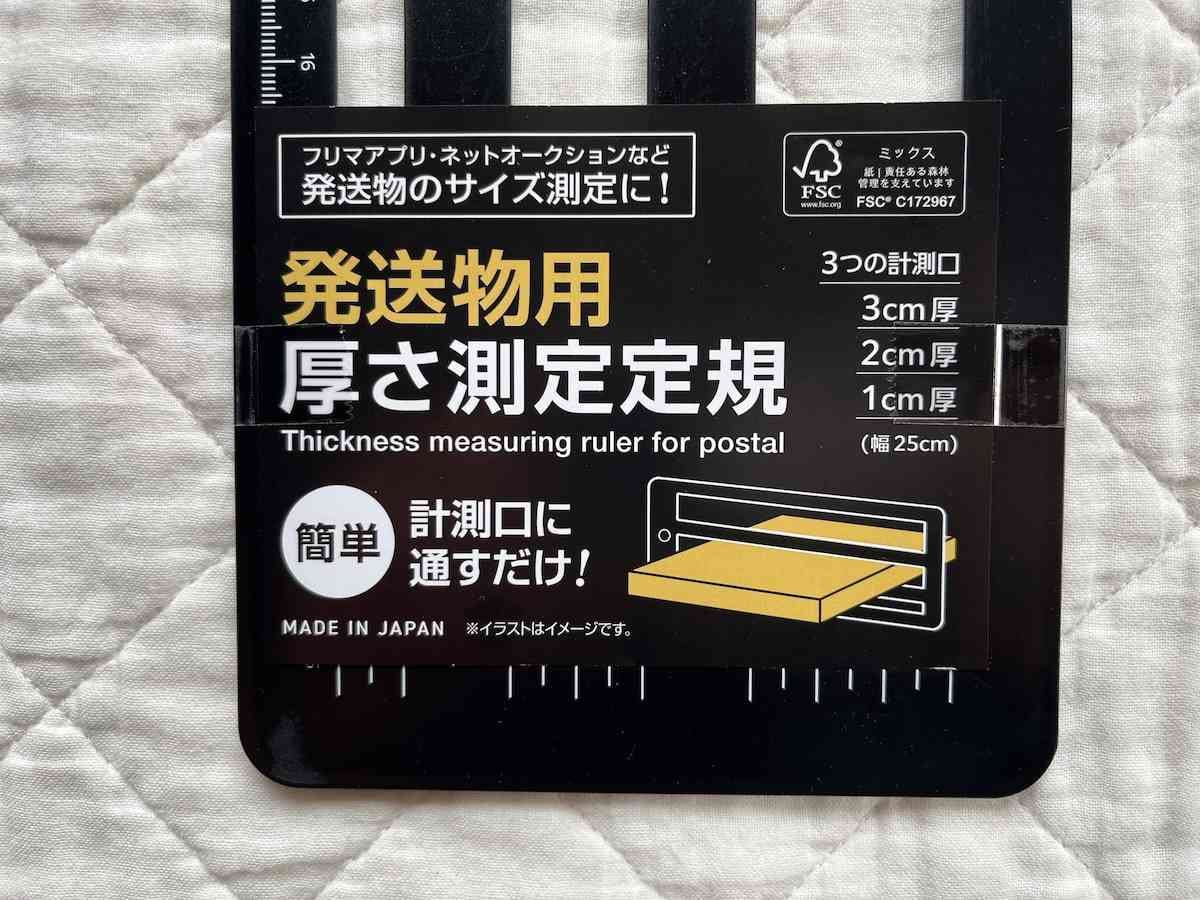 16
フリマアプリ・ネットオークションなど
発送物のサイズ測定に!
FSC
www.fsc.org
ミックス
紙|責任ある森林
管理を支えています
FSC® C172967
発送物用
厚さ測定定規
Thickness measuring ruler for postal
3つの計測口
3cm厚
2cm厚
1cm厚
(幅25cm)
簡単
計測口に
通すだけ!
MADE IN JAPAN
※イラストはイメージです。